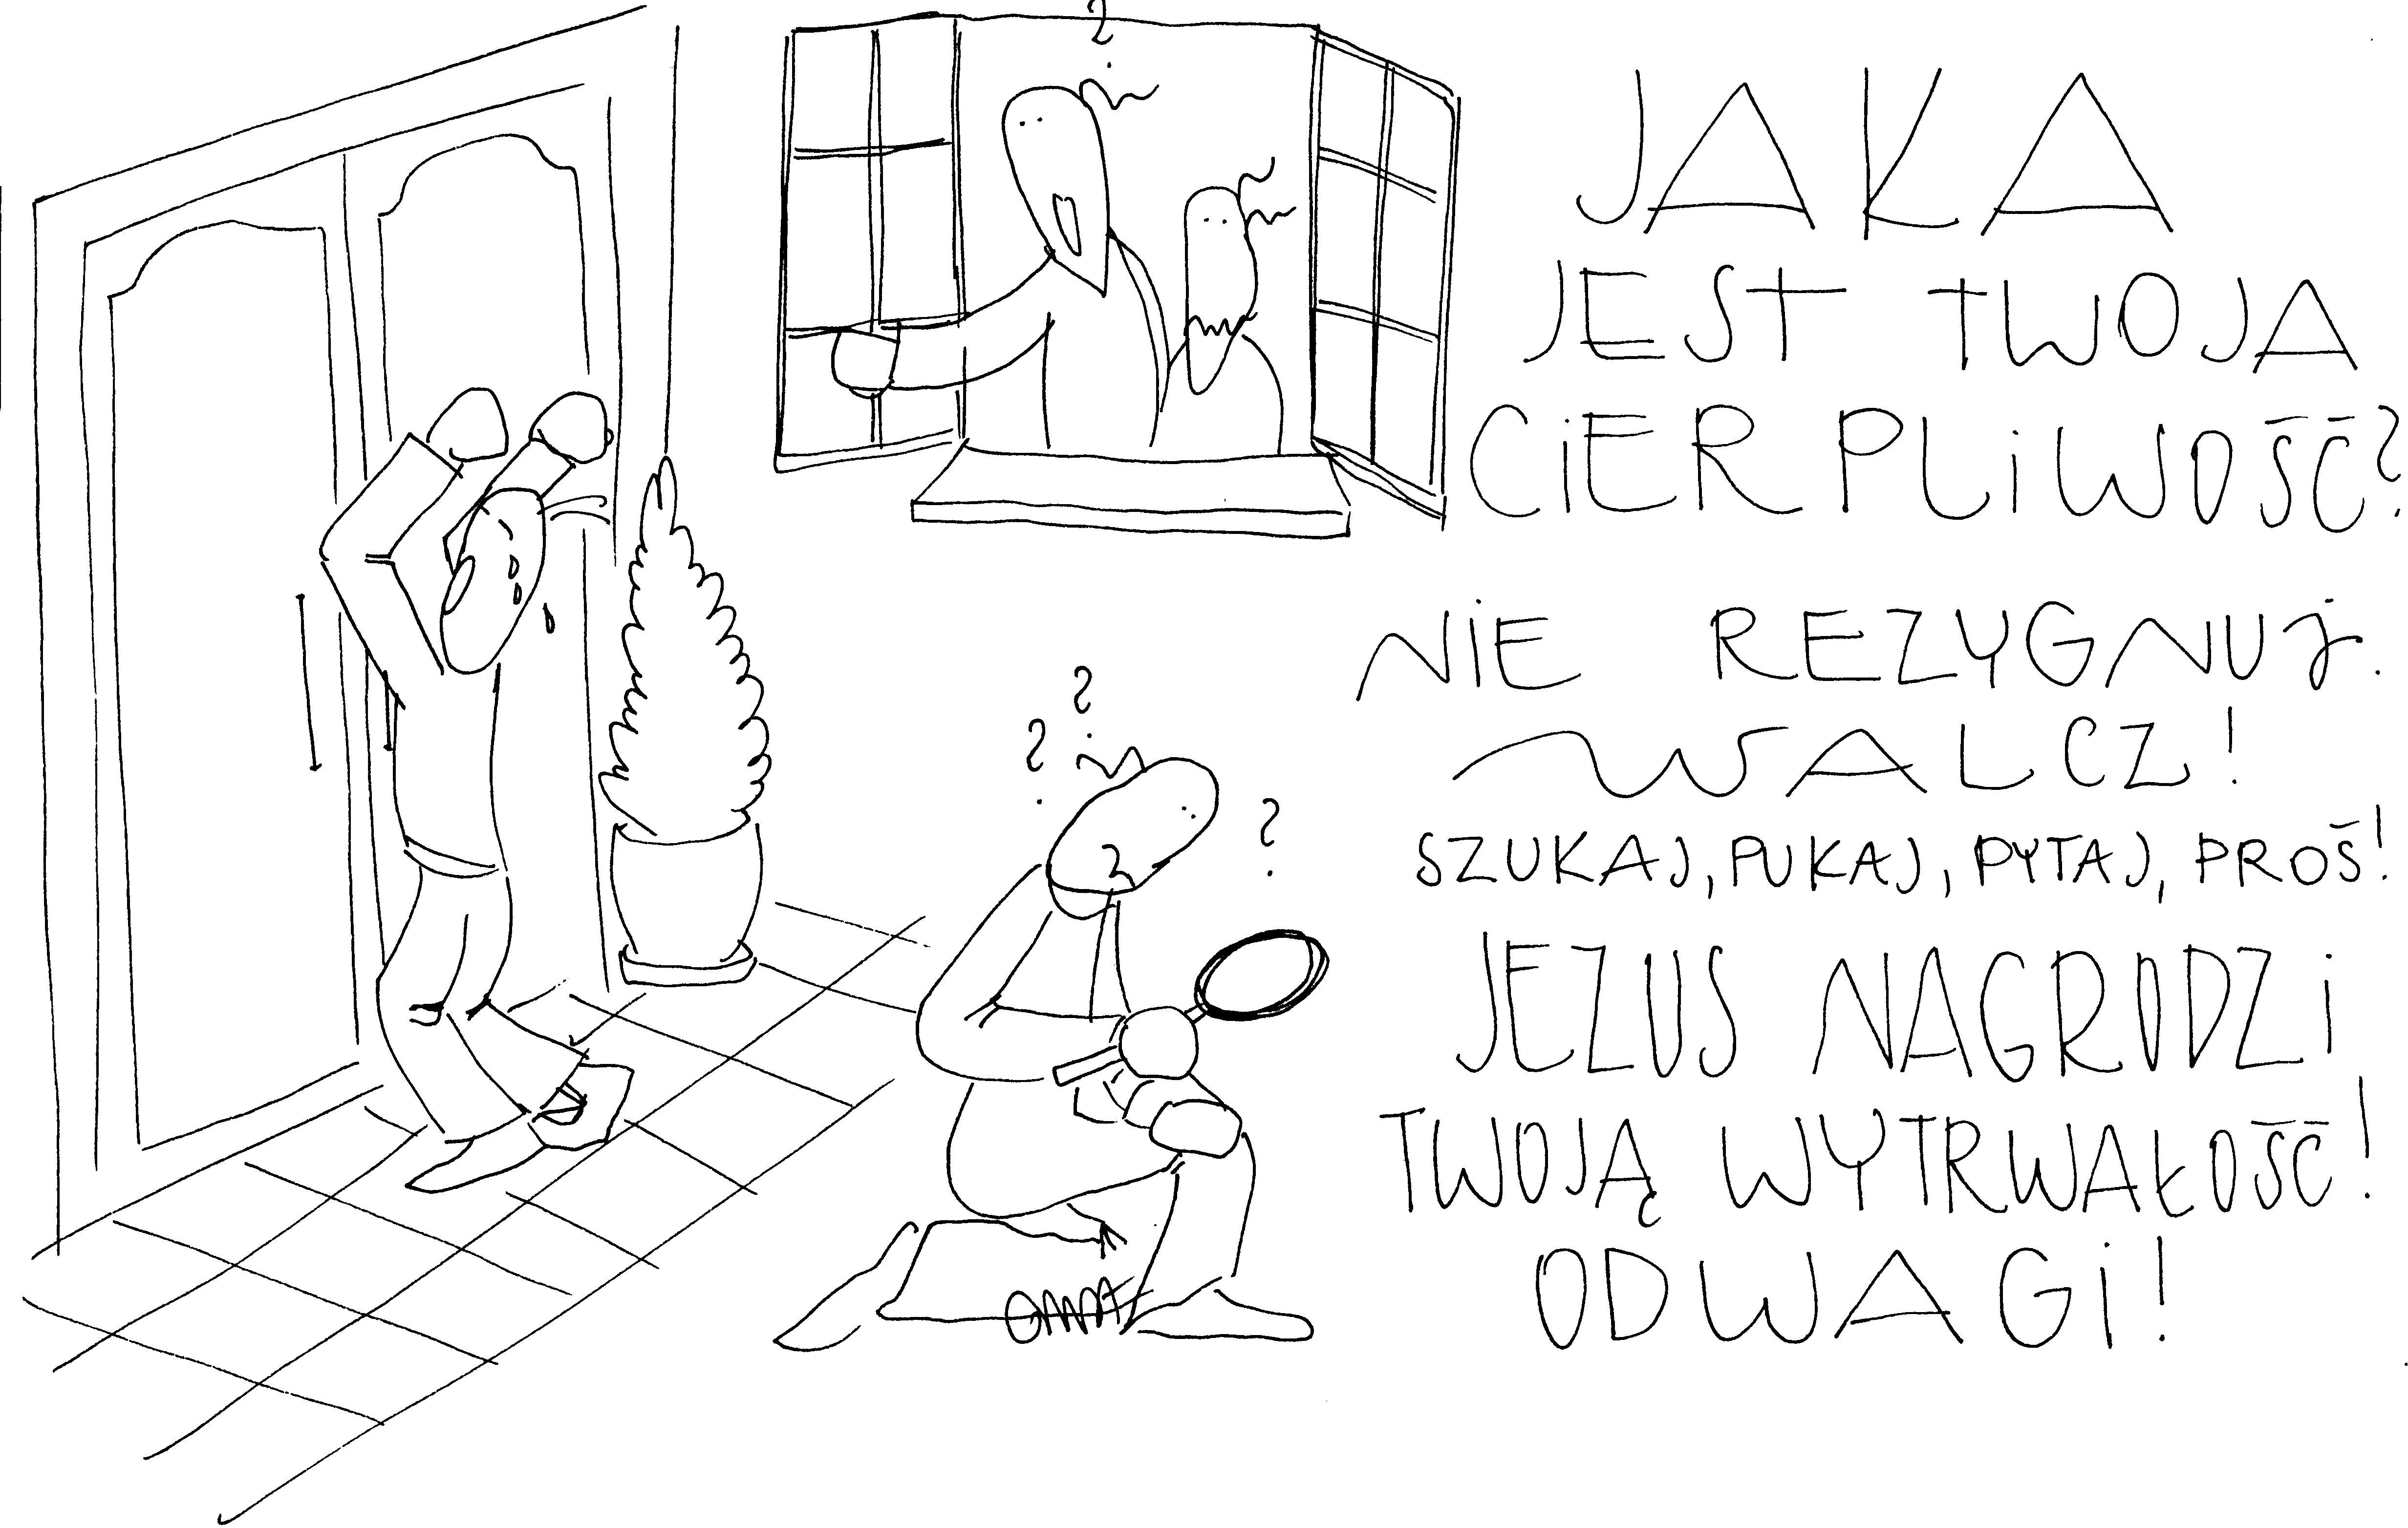 JAKA
JEST TWOJA
CiERPLiWOŚĆ?
NiE REZYGNUj.
WALCZ!
SZUKAJ, PUKAJ, PYTAJ, PROŚ!
JEZUS NAGRODZi
TWOJĄ WYTRWAŁOŚĆ!
ODWAGi!
?
? ? ?